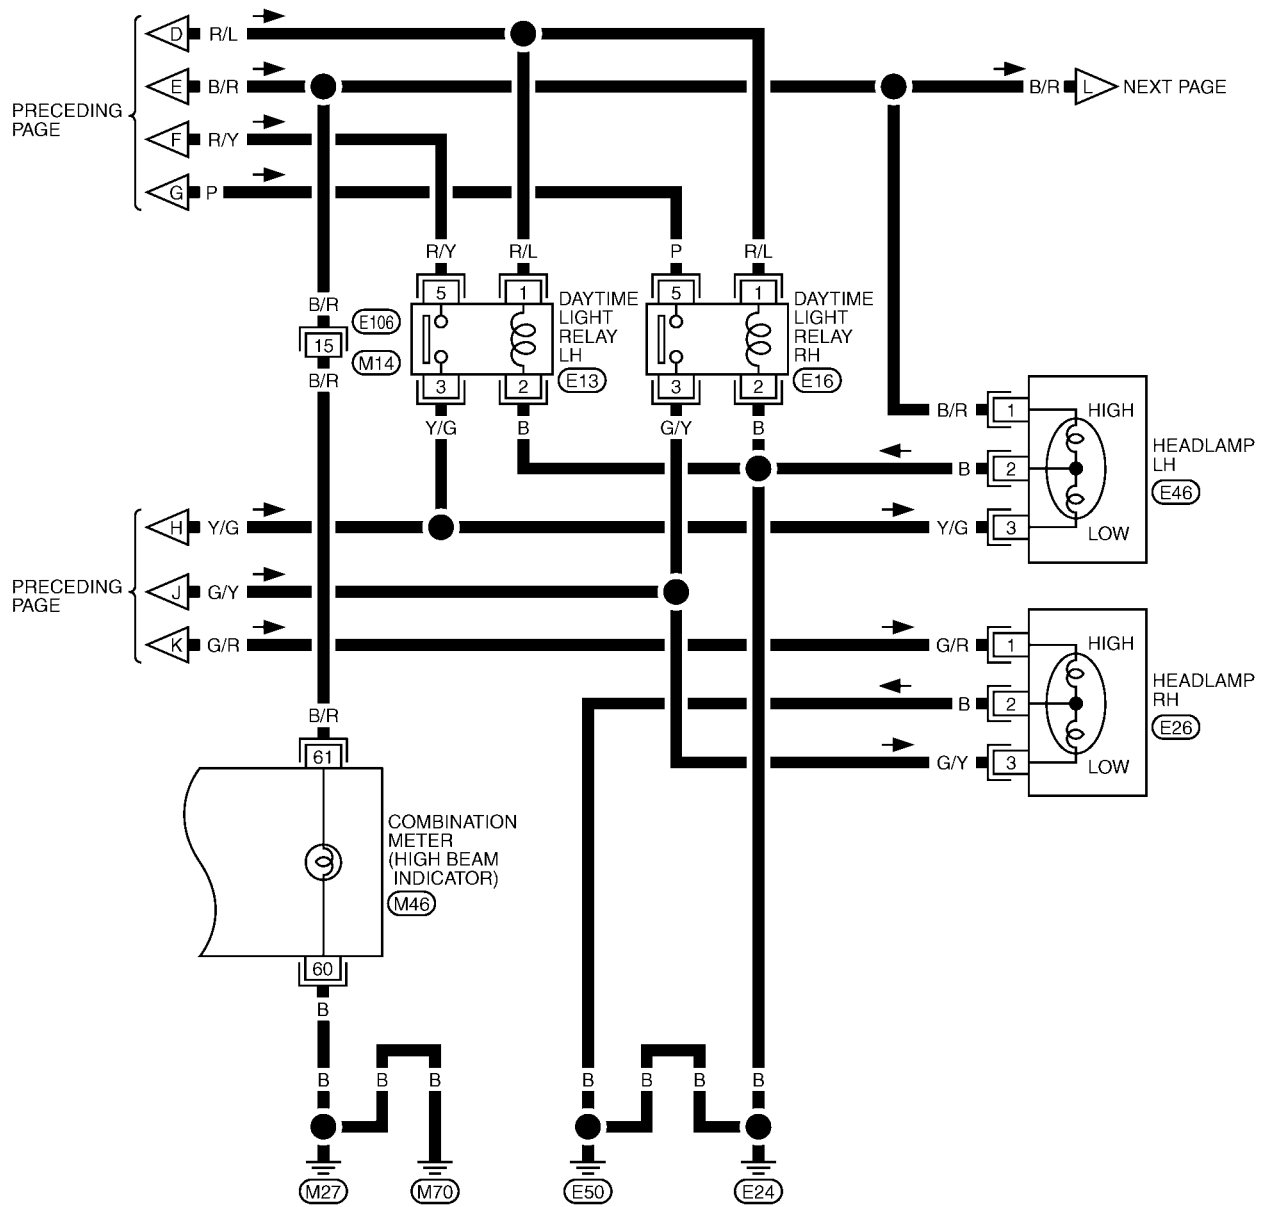 D R/L
E B/R
B/R L NEXT PAGE
PRECEDING
PAGE
F R/Y
G P
R/Y R/L P R/L
5 1 5 1
DAYTIME
LIGHT
RELAY
LH
E13
DAYTIME
LIGHT
RELAY
RH
E16
B/R
15
B/R
E106
M14
3 2 3 2
Y/G B G/Y B
B/R 1 HIGH
B 2
Y/G 3 LOW
HEADLAMP
LH
E46
H Y/G
PRECEDING
PAGE
J G/Y
K G/R
G/R 1 HIGH
B 2
G/Y 3 LOW
HEADLAMP
RH
E26
B/R
61
COMBINATION
METER
(HIGH BEAM
INDICATOR)
M46
60
B
B B B B B B B
M27 M70 E50 E24